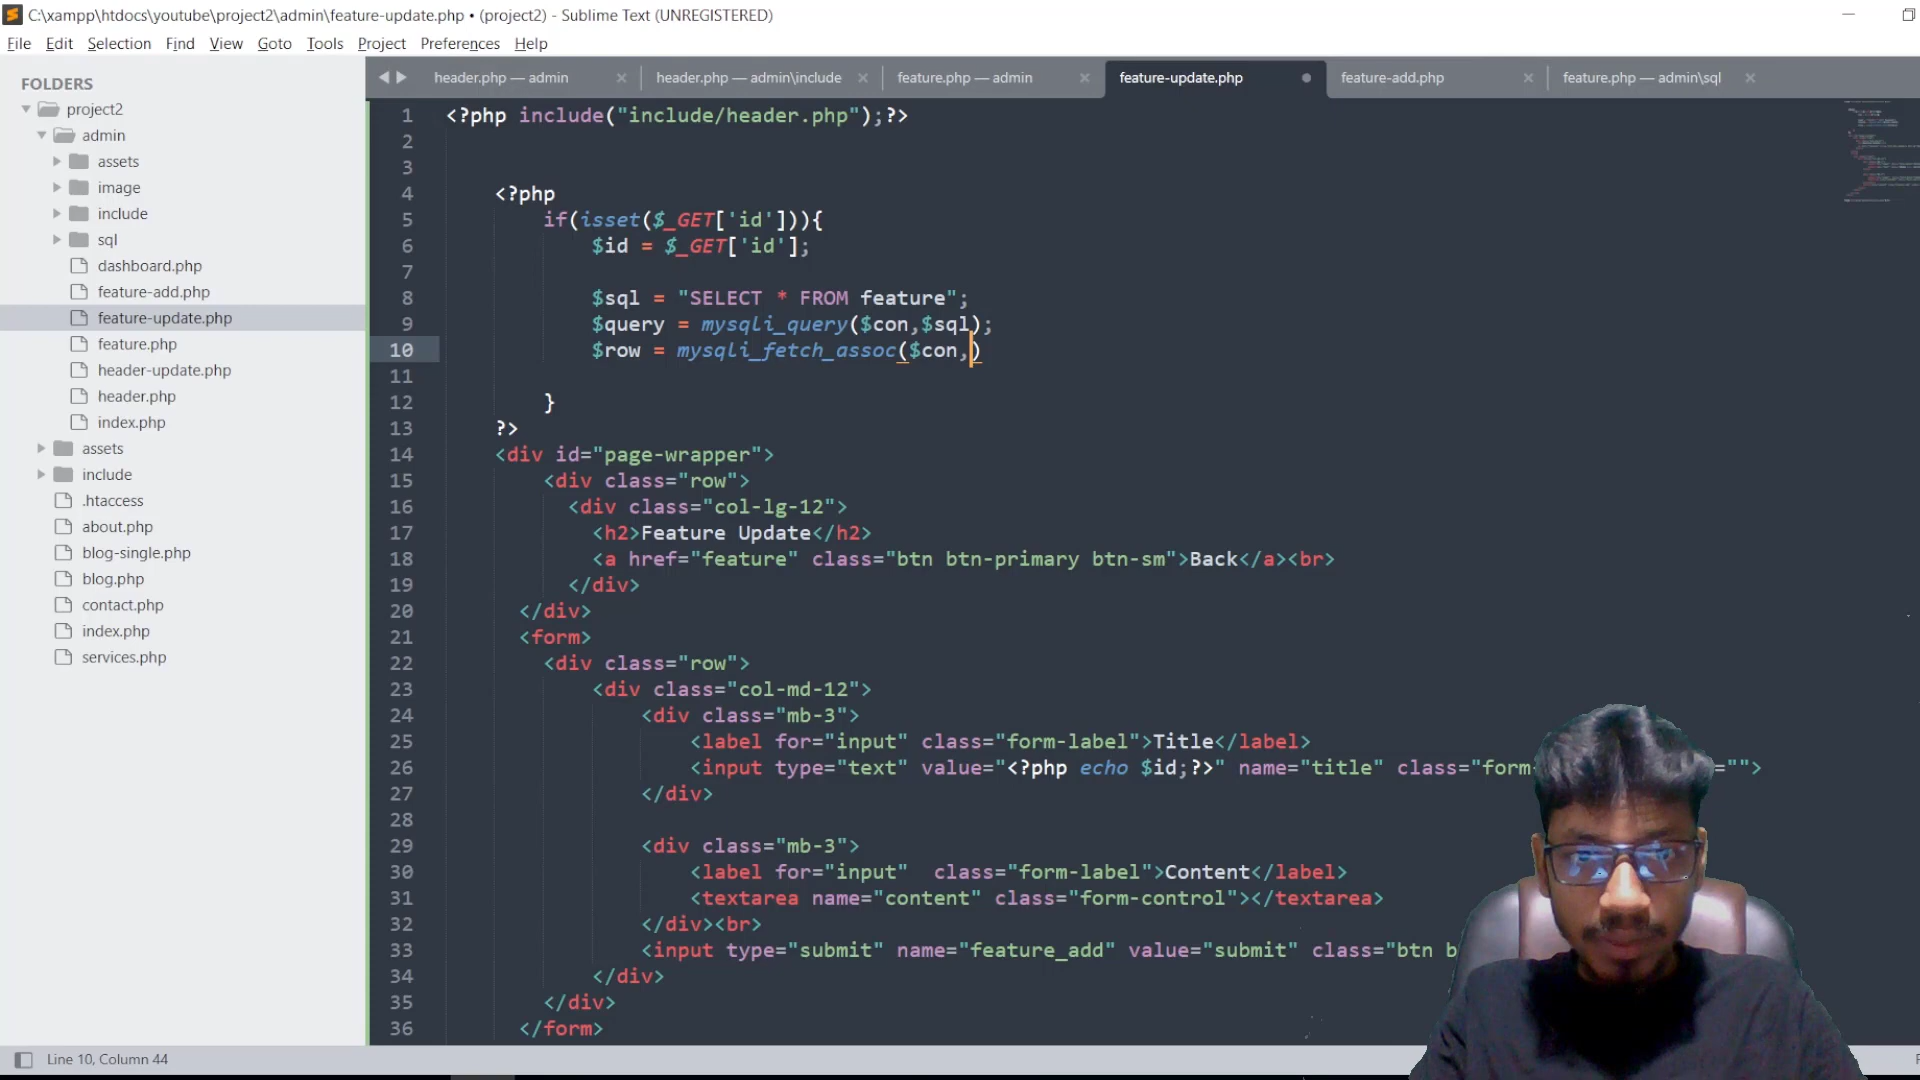 C:\xampp\htdocs\youtube\project2\admin\feature-update.php • (project2) - Sublime Text (UNREGISTERED)
File Edit Selection Find View Goto Tools Project Preferences Help
FOLDERS
project2
admin
assets
image
include
sql
dashboard.php
feature-add.php
feature-update.php
feature.php
header-update.php
header.php
index.php
assets
include
.htaccess
about.php
blog-single.php
blog.php
contact.php
index.php
services.php
header.php — admin header.php — admin\include feature.php — admin feature-update.php feature-add.php feature.php — admin\sql
1 <?php include("include/header.php");?>
2
3
4 <?php
5 if(isset($_GET['id'])){
6 $id = $_GET['id'];
7
8 $sql = "SELECT * FROM feature";
9 $query = mysqli_query($con,$sql);
10 $row = mysqli_fetch_assoc($con,)
11
12 }
13 ?>
14 <div id="page-wrapper">
15 <div class="row">
16 <div class="col-lg-12">
17 <h2>Feature Update</h2>
18 <a href="feature" class="btn btn-primary btn-sm">Back</a><br>
19 </div>
20 </div>
21 <form>
22 <div class="row">
23 <div class="col-md-12">
24 <div class="mb-3">
25 <label for="input" class="form-label">Title</label>
26 <input type="text" value="<?php echo $id;?>" name="title" class="form- ="">
27 </div>
28
29 <div class="mb-3">
30 <label for="input"  class="form-label">Content</label>
31 <textarea name="content" class="form-control"></textarea>
32 </div><br>
33 <input type="submit" name="feature_add" value="submit" class="btn b
34 </div>
35 </div>
36 </form>
Line 10, Column 44